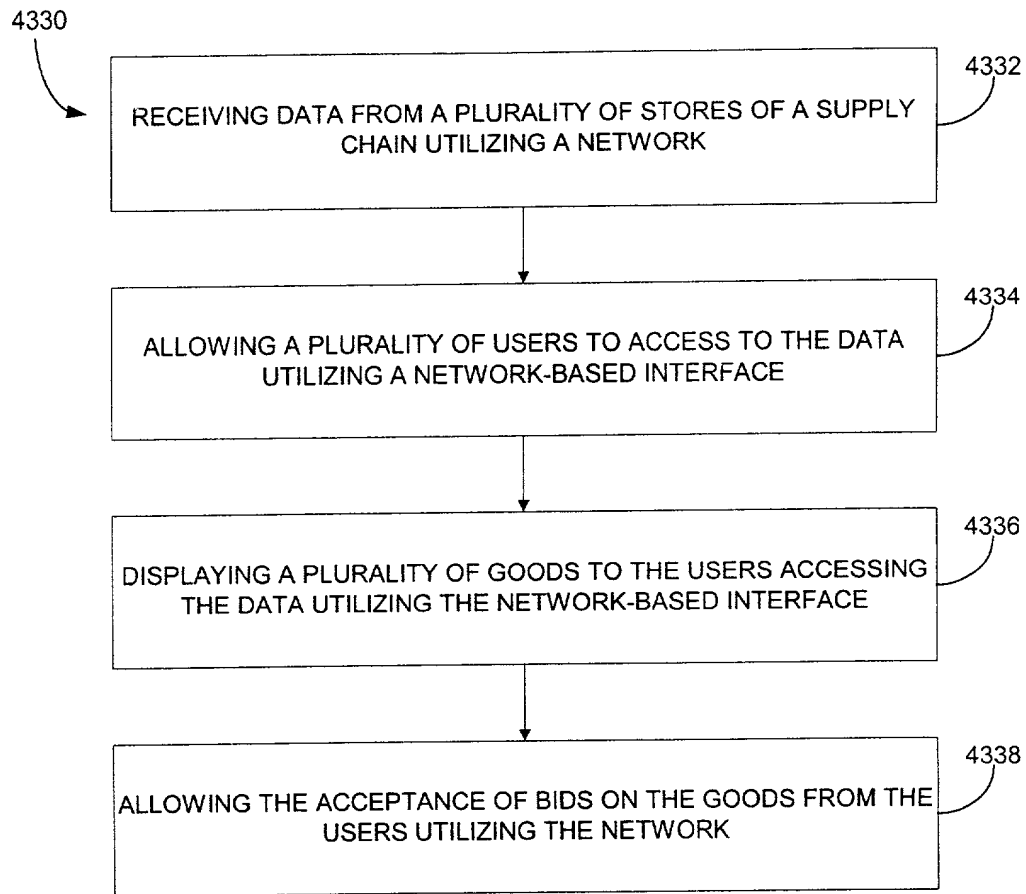 4330
4332
RECEIVING DATA FROM A PLURALITY OF STORES OF A SUPPLY
CHAIN UTILIZING A NETWORK
4334
ALLOWING A PLURALITY OF USERS TO ACCESS TO THE DATA
UTILIZING A NETWORK-BASED INTERFACE
4336
DISPLAYING A PLURALITY OF GOODS TO THE USERS ACCESSING
THE DATA UTILIZING THE NETWORK-BASED INTERFACE
4338
ALLOWING THE ACCEPTANCE OF BIDS ON THE GOODS FROM THE
USERS UTILIZING THE NETWORK